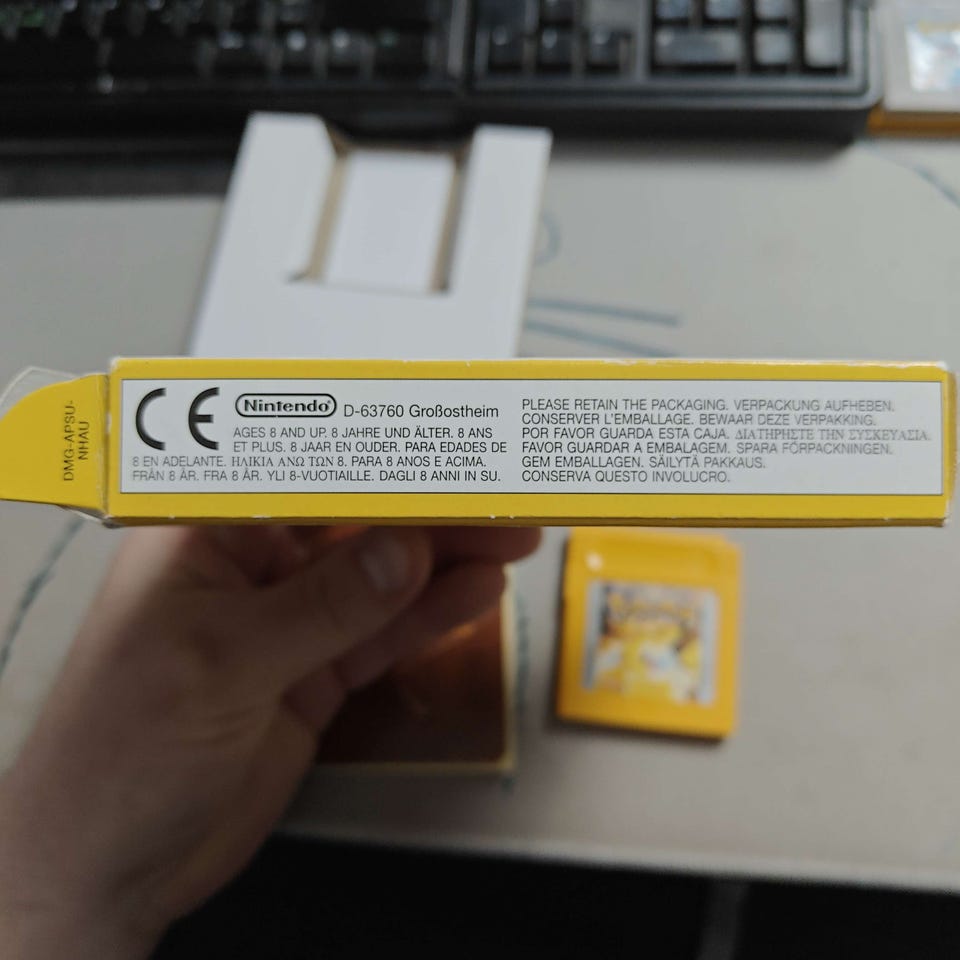 DMG-APSU-
NHAU
CE
Nintendo® D-63760 Großostheim
AGES 8 AND UP. 8 JAHRE UND ÄLTER. 8 ANS
ET PLUS. 8 JAAR EN OUDER. PARA EDADES DE
8 EN ADELANTE. ΗΛΙΚΙΑ ΑΝΩ ΤΩΝ 8. PARA 8 ANOS E ACIMA.
FRÅN 8 ÅR. FRA 8 ÅR. YLI 8-VUOTIAILLE. DAGLI 8 ANNI IN SU.
PLEASE RETAIN THE PACKAGING. VERPACKUNG AUFHEBEN.
CONSERVER L'EMBALLAGE. BEWAAR DEZE VERPAKKING.
POR FAVOR GUARDA ESTA CAJA. ΔΙΑΤΗΡΗΣΤΕ ΤΗΝ ΣΥΣΚΕΥΑΣΙΑ.
FAVOR GUARDAR A EMBALAGEM. SPARA FÖRPACKNINGEN.
GEM EMBALLAGEN. SÄILYTÄ PAKKAUS.
CONSERVA QUESTO INVOLUCRO.